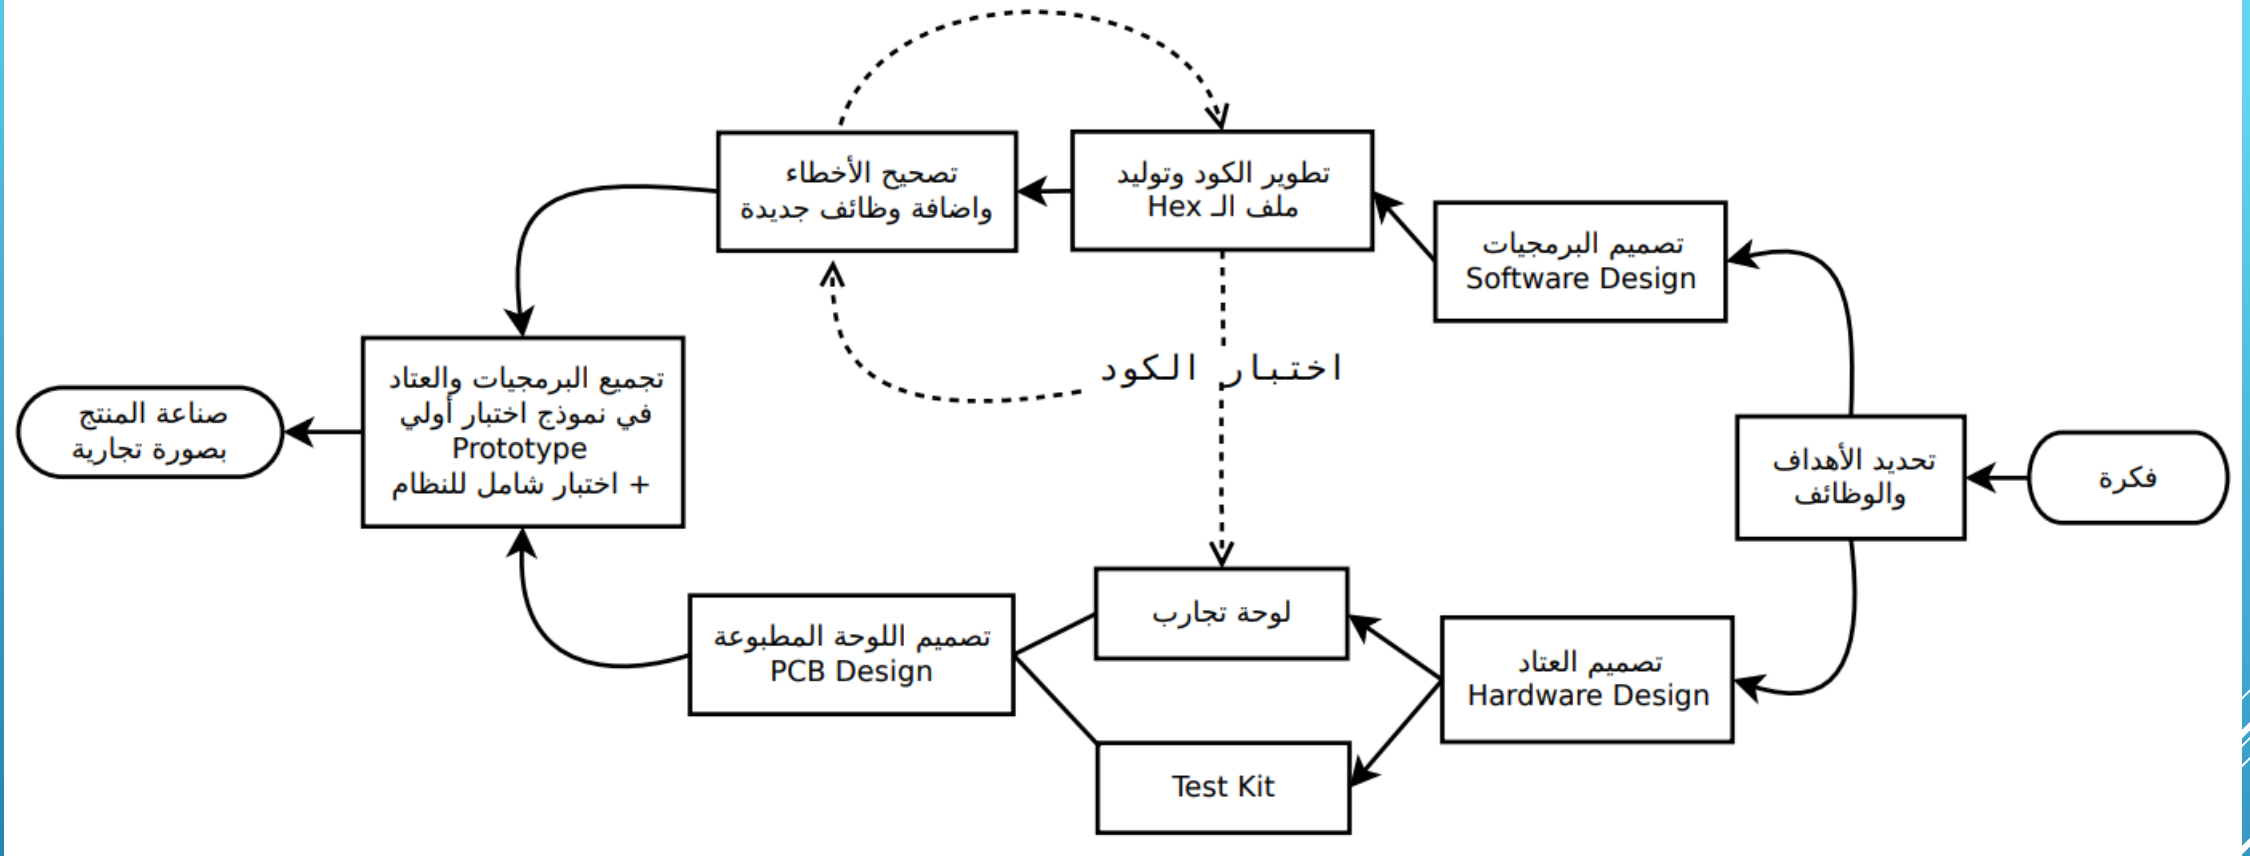 فكرة
تحديد الأهداف
والوظائف
تصميم البرمجيات
Software Design
تطوير الكود وتوليد
ملف الـ Hex
تصحيح الأخطاء
واضافة وظائف جديدة
اختبار الكود
تصميم العتاد
Hardware Design
لوحة تجارب
Test Kit
تصميم اللوحة المطبوعة
PCB Design
تجميع البرمجيات والعتاد
في نموذج اختبار أولي
Prototype
+ اختبار شامل للنظام
صناعة المنتج
بصورة تجارية